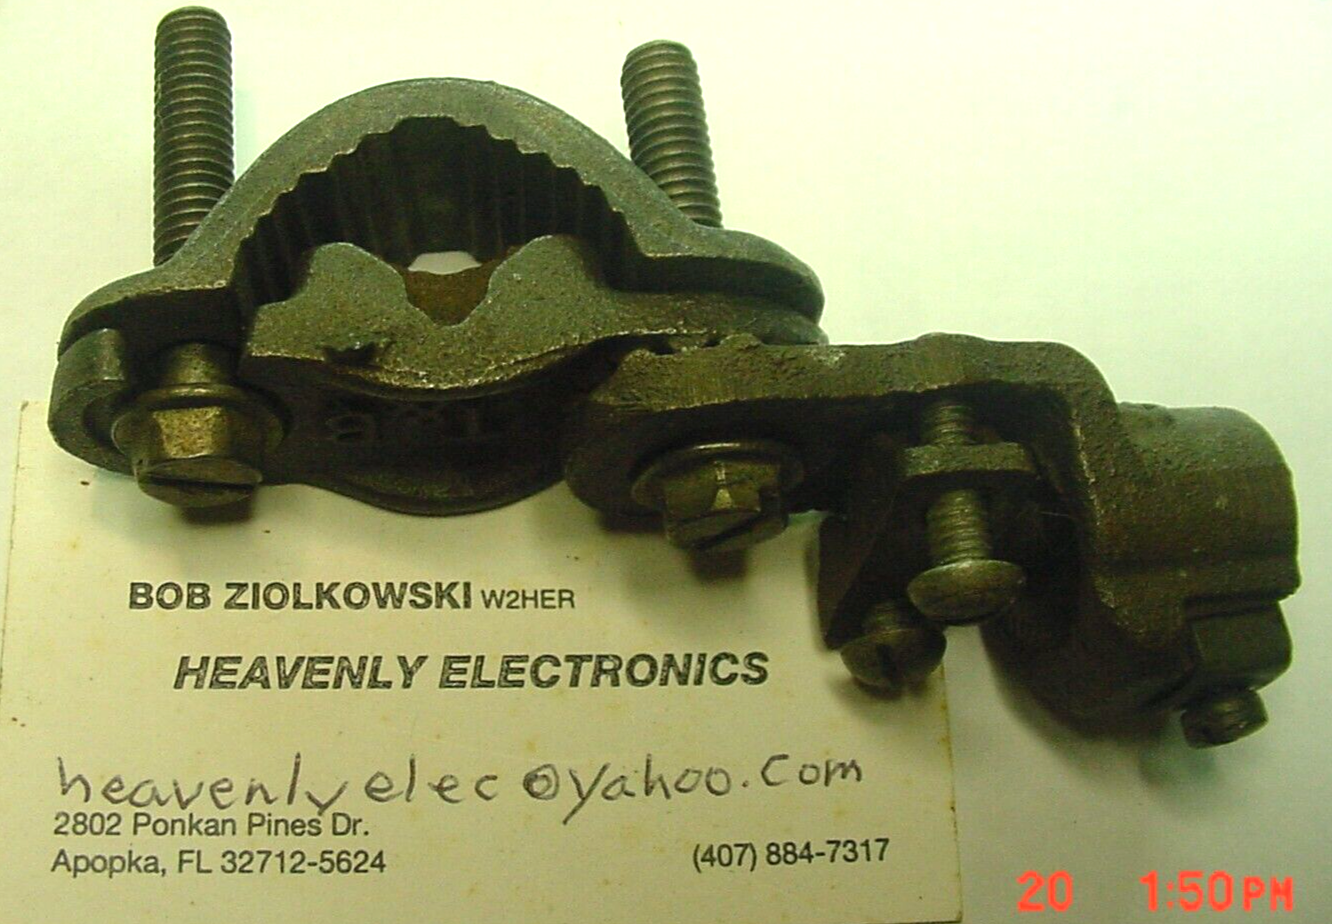 BOB ZIOLKOWSKI W2HER
HEAVENLY ELECTRONICS
heavenlyelec@yahoo.com
2802 Ponkan Pines Dr.
Apopka, FL 32712-5624
(407) 884-7317
20 1:50PM